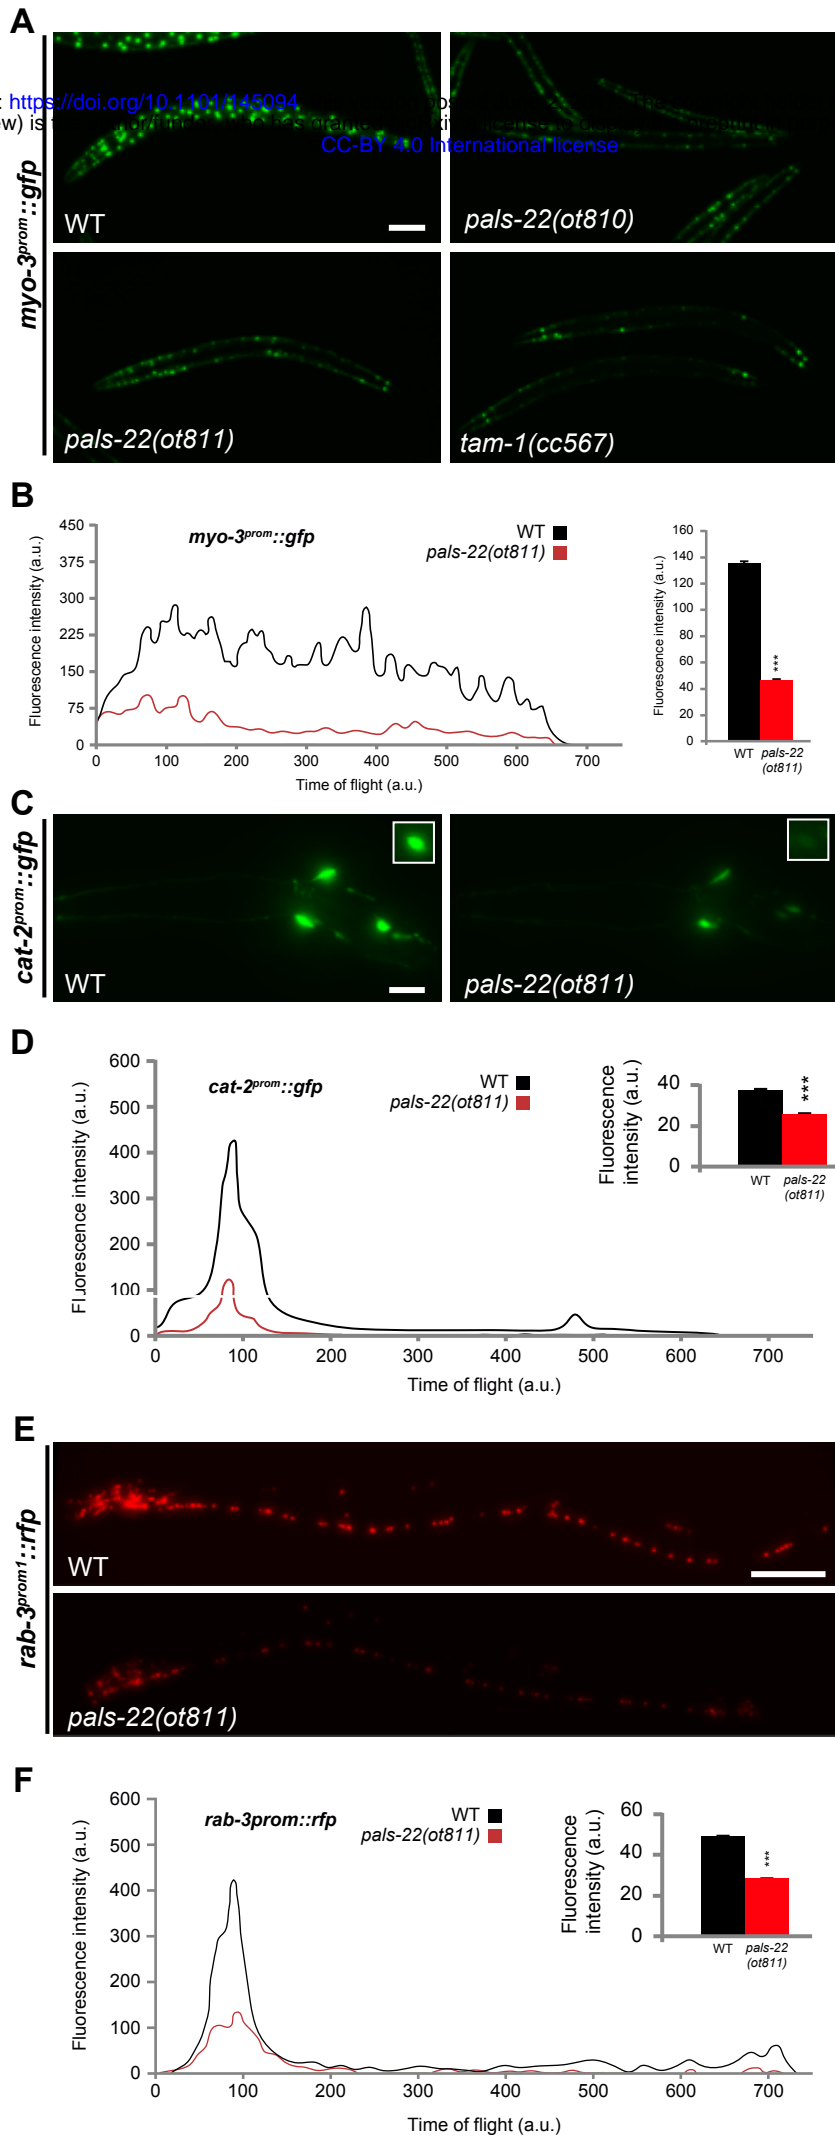 A
: https://doi.org/10.1101/145094
w) is
CC-BY 4.0 International license
myo-3prom::gfp
WT
pals-22(ot810)
pals-22(ot811)
tam-1(cc567)
B
myo-3prom::gfp
WT
pals-22(ot811)
Fluorescence intensity (a.u.)
450
375
300
225
150
75
0
0 100 200 300 400 500 600 700
Time of flight (a.u.)
Fluorescence intensity (a.u.)
160
140
120
100
80
60
40
20
0
***
WT pals-22
(ot811)
C
cat-2prom::gfp
WT
pals-22(ot811)
D
cat-2prom::gfp
WT
pals-22(ot811)
Fluorescence intensity (a.u.)
600
500
400
300
200
100
0
0 100 200 300 400 500 600 700
Time of flight (a.u.)
Fluorescence
intensity (a.u.)
40
20
0
***
WT pals-22
(ot811)
E
rab-3prom1::rfp
WT
pals-22(ot811)
F
rab-3prom::rfp
WT
pals-22(ot811)
Fluorescence intensity (a.u.)
600
500
400
300
200
100
0
0 100 200 300 400 500 600 700
Time of flight (a.u.)
Fluorescence
intensity (a.u.)
60
40
20
0
***
WT pals-22
(ot811)